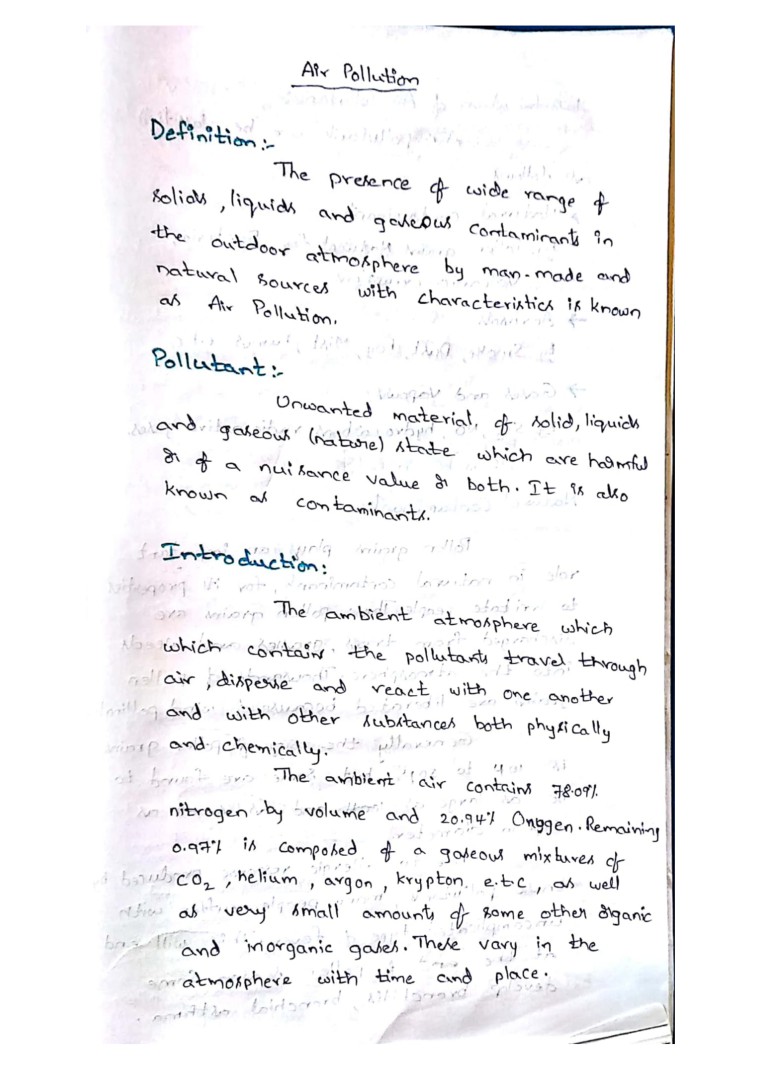 Air Pollution
Definition:-
The presence of wide range of
solids, liquids and gaseous contaminants in
the outdoor atmosphere by man-made and
natural sources with characteristics is known
as Air Pollution.
Pollutant:-
Unwanted material, of solid, liquids
and gaseous (nature) state which are harmful
or of a nuisance value or both. It is also
known as contaminants.
Introduction:
The ambient atmosphere which
which contains the pollutants travel through
air, disperse and react with one another
and with other substances both physically
and chemically.
The ambient air contains 78.09%
nitrogen by volume and 20.94% Onggen. Remaining
0.97% is composed of a gaseous mixtures of
CO2, helium, argon, krypton. e.t.c, as well
as very small amounts of some other organic
and inorganic gases. These vary in the
atmosphere with time and place.